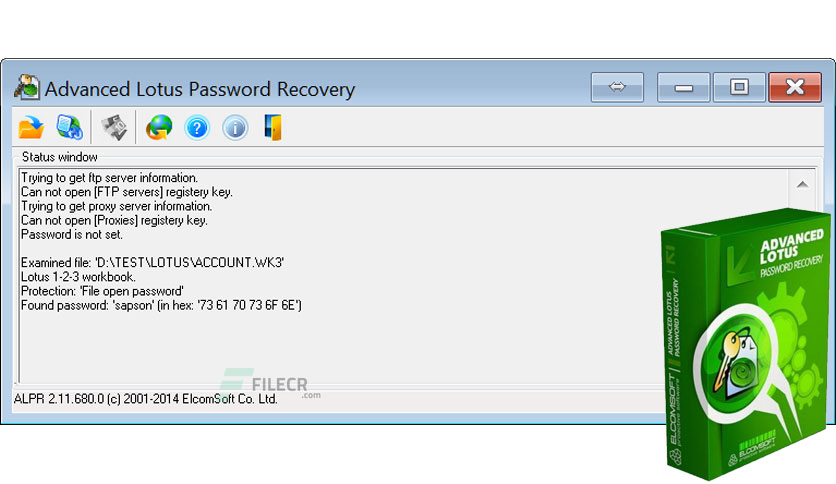 Advanced Lotus Password Recovery
Status window
Trying to get ftp server information.
Can not open [FTP servers] registery key.
Trying to get proxy server information.
Can not open [Proxies] registery key.
Password is not set.
Examined file: 'D:\TEST\LOTUS\ACCOUNT.WK3'
Lotus 1-2-3 workbook.
Protection: 'File open password'
Found password: 'sapson' (in hex: '73 61 70 73 6F 6E')
FILECR
.com
ALPR 2.11.680.0 (c) 2001-2014 ElcomSoft Co. Ltd.
ADVANCED
LOTUS
PASSWORD RECOVERY
ADVANCED LOTUS
PASSWORD RECOVERY
ELCOMSOFT
proactive software
ELCOMSOFT